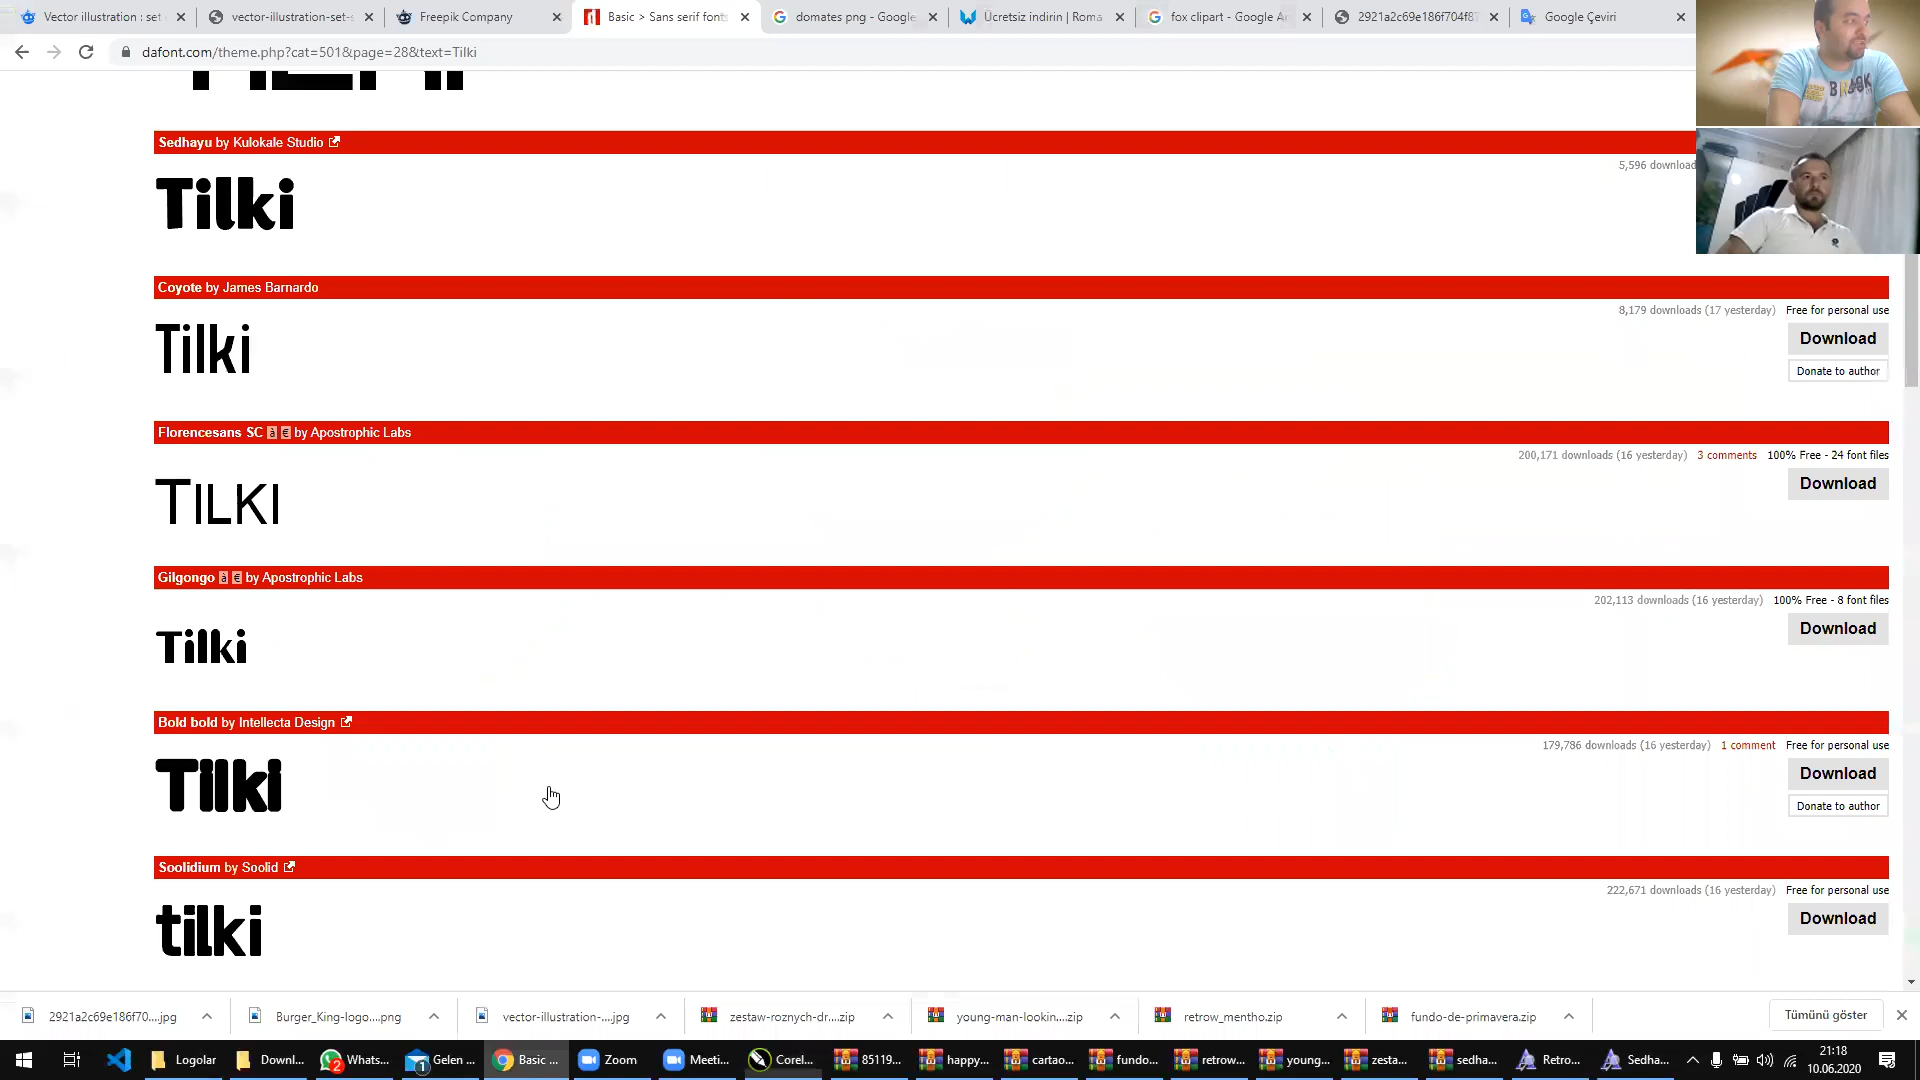 Vector illustration : set o
vector-illustration-set-s
Freepik Company
Basic > Sans serif fonts
domates png - Google
Ücretsiz indirin | Roma
fox clipart - Google Ar
2921a2c69e186f704f87
Google Çeviri
dafont.com/theme.php?cat=501&page=28&text=Tilki
Sedhayu by Kulokale Studio
5,596 download
Tilki
Coyote by James Barnardo
8,179 downloads (17 yesterday) Free for personal use
Tilki
Download
Donate to author
Florencesans SC à € by Apostrophic Labs
200,171 downloads (16 yesterday) 3 comments 100% Free - 24 font files
TILKI
Download
Gilgongo à € by Apostrophic Labs
202,113 downloads (16 yesterday) 100% Free - 8 font files
Tilki
Download
Bold bold by Intellecta Design
179,786 downloads (16 yesterday) 1 comment Free for personal use
Tilki
Download
Donate to author
Soolidium by Soolid
222,671 downloads (16 yesterday) Free for personal use
tilki
Download
2921a2c69e186f70....jpg
Burger_King-logo....png
vector-illustration-....jpg
zestaw-roznych-dr....zip
young-man-lookin....zip
retrow_mentho.zip
fundo-de-primavera.zip
Tümünü göster
Logolar
Downl...
Whats...
2
Gelen ...
1
Basic ...
Zoom
Meeti...
Corel...
85119...
happy...
cartao...
fundo...
retrow...
young...
zesta...
sedha...
Retro...
Sedha...
21:18
10.06.2020